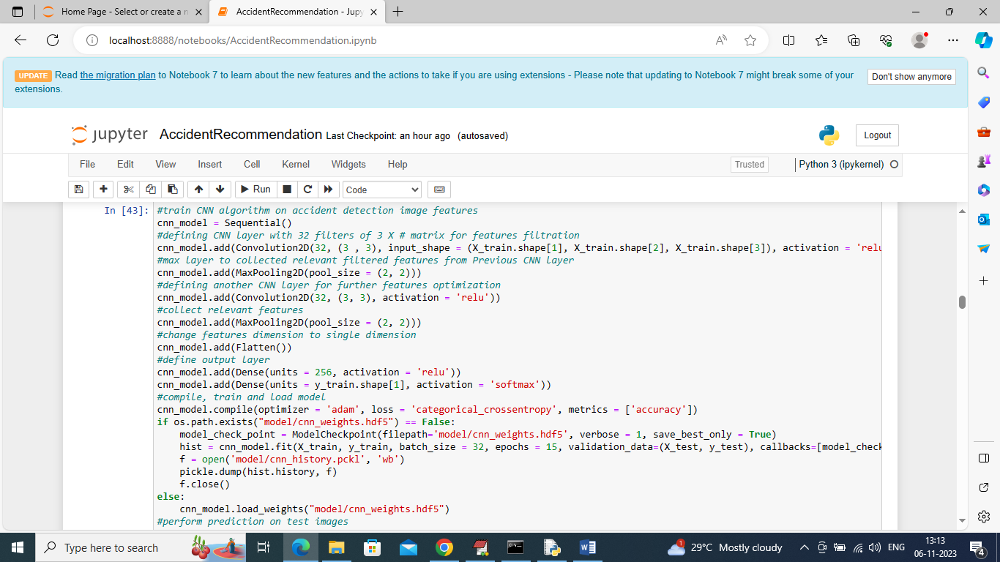 Home Page - Select or create a n
AccidentRecommendation - Jupy
localhost:8888/notebooks/AccidentRecommendation.ipynb
UPDATE Read the migration plan to Notebook 7 to learn about the new features and the actions to take if you are using extensions - Please note that updating to Notebook 7 might break some of your
extensions.
Don't show anymore
jupyter AccidentRecommendation Last Checkpoint: an hour ago (autosaved)
Logout
File Edit View Insert Cell Kernel Widgets Help
Trusted
Python 3 (ipykernel)
Run
Code
In [43]: #train CNN algorithm on accident detection image features
cnn_model = Sequential()
#defining CNN layer with 32 filters of 3 X # matrix for features filtration
cnn_model.add(Convolution2D(32, (3 , 3), input_shape = (X_train.shape[1], X_train.shape[2], X_train.shape[3]), activation = 'relu
#max layer to collected relevant filtered features from Previous CNN layer
cnn_model.add(MaxPooling2D(pool_size = (2, 2)))
#defining another CNN layer for further features optimization
cnn_model.add(Convolution2D(32, (3, 3), activation = 'relu'))
#collect relevant features
cnn_model.add(MaxPooling2D(pool_size = (2, 2)))
#change features dimension to single dimension
cnn_model.add(Flatten())
#define output layer
cnn_model.add(Dense(units = 256, activation = 'relu'))
cnn_model.add(Dense(units = y_train.shape[1], activation = 'softmax'))
#compile, train and load model
cnn_model.compile(optimizer = 'adam', loss = 'categorical_crossentropy', metrics = ['accuracy'])
if os.path.exists("model/cnn_weights.hdf5") == False:
    model_check_point = ModelCheckpoint(filepath='model/cnn_weights.hdf5', verbose = 1, save_best_only = True)
    hist = cnn_model.fit(X_train, y_train, batch_size = 32, epochs = 15, validation_data=(X_test, y_test), callbacks=[model_check
    f = open('model/cnn_history.pckl', 'wb')
    pickle.dump(hist.history, f)
    f.close()
else:
    cnn_model.load_weights("model/cnn_weights.hdf5")
#perform prediction on test images
Type here to search
29°C Mostly cloudy
ENG
13:13
06-11-2023
4